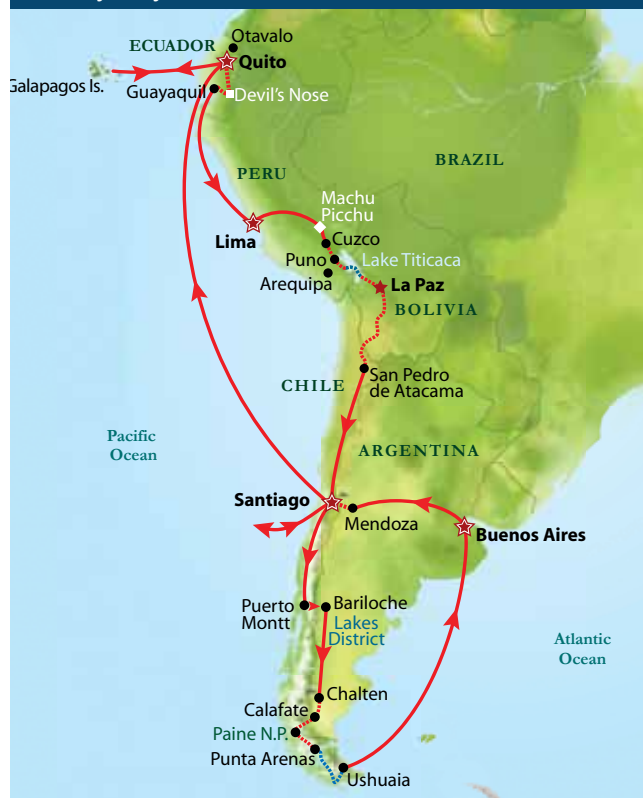 Otavalo
ECUADOR
Quito
Galapagos Is.
Guayaquil
Devil's Nose
BRAZIL
PERU
Machu
Picchu
Lima
Cuzco
Puno
Lake Titicaca
Arequipa
La Paz
BOLIVIA
San Pedro
de Atacama
CHILE
Pacific
Ocean
ARGENTINA
Santiago
Mendoza
Buenos Aires
Puerto
Montt
Bariloche
Lakes
District
Atlantic
Ocean
Chalten
Calafate
Paine N.P.
Punta Arenas
Ushuaia